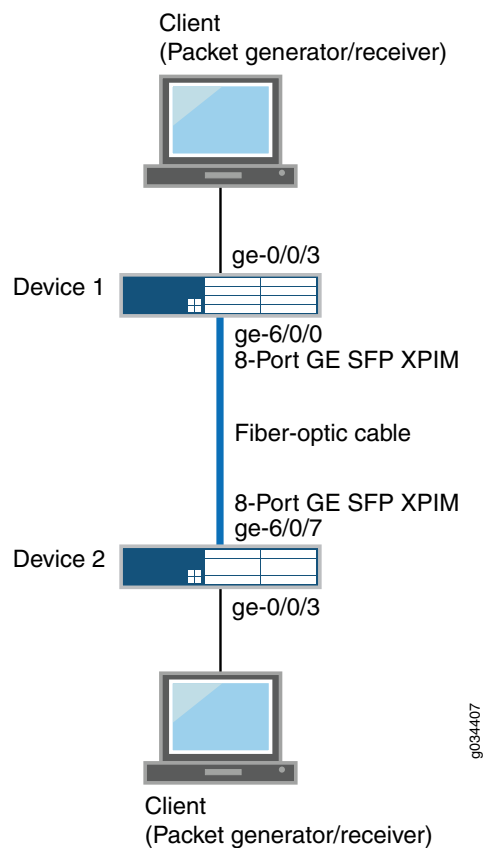 Client
(Packet generator/receiver)
ge-0/0/3
Device 1
ge-6/0/0
8-Port GE SFP XPIM
Fiber-optic cable
8-Port GE SFP XPIM
ge-6/0/7
Device 2
ge-0/0/3
g034407
Client
(Packet generator/receiver)